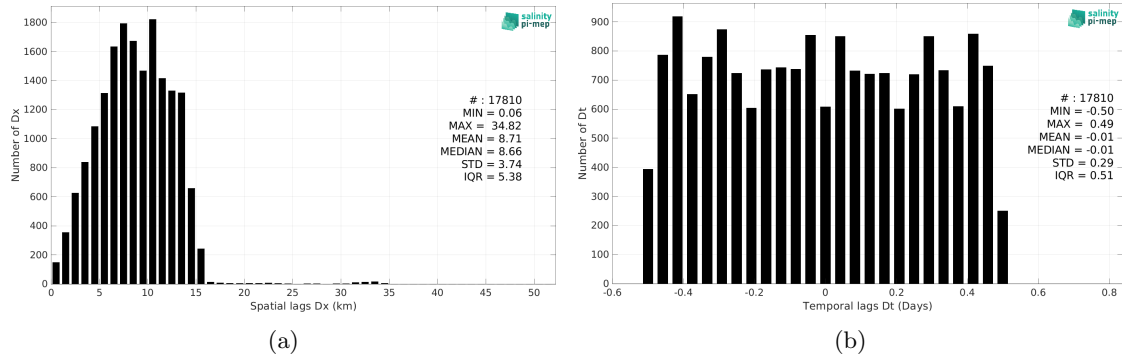 1800
1600
1400
1200
1000
800
600
400
200
0
Number of Dx
0 5 10 15 20 25 30 35 40 45 50
Spatial lags Dx (km)
salinity
pi-mep
# : 17810
MIN = 0.06
MAX = 34.82
MEAN = 8.71
MEDIAN = 8.66
STD = 3.74
IQR = 5.38
(a)
900
800
700
600
500
400
300
200
100
0
Number of Dt
-0.6 -0.4 -0.2 0 0.2 0.4 0.6 0.8
Temporal lags Dt (Days)
salinity
pi-mep
# : 17810
MIN = -0.50
MAX = 0.49
MEAN = -0.01
MEDIAN = -0.01
STD = 0.29
IQR = 0.51
(b)